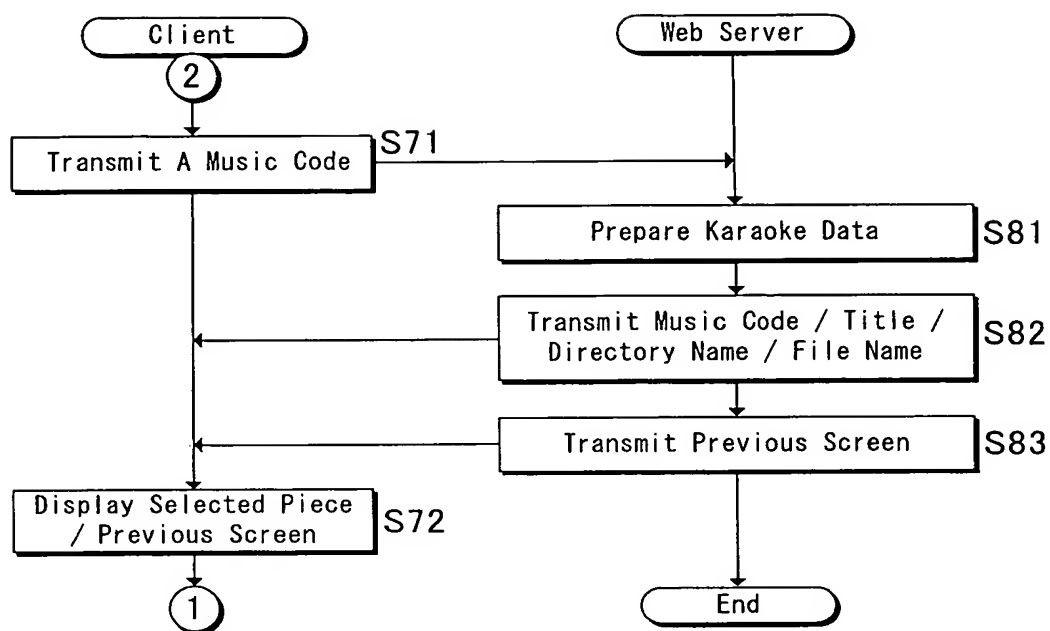 Client
Web Server
2
Transmit A Music Code
S71
Prepare Karaoke Data
S81
Transmit Music Code / Title /
Directory Name / File Name
S82
Transmit Previous Screen
S83
Display Selected Piece
/ Previous Screen
S72
1
End